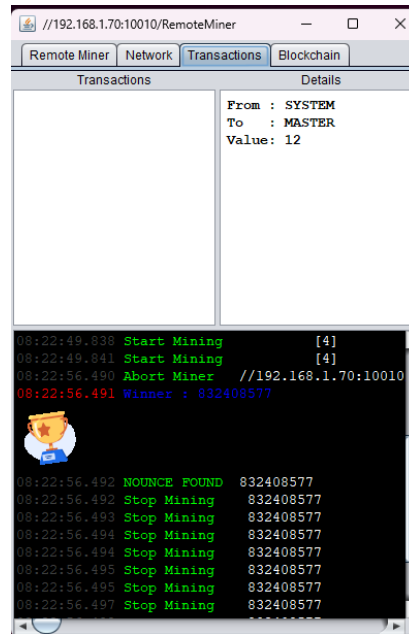 //192.168.1.70:10010/RemoteMiner
Remote Miner Network Transactions Blockchain
Transactions Details
From : SYSTEM
To : MASTER
Value: 12
08:22:49.838 Start Mining [4]
08:22:49.841 Start Mining [4]
08:22:56.490 Abort Miner //192.168.1.70:10010
08:22:56.491 Winner : 832408577
08:22:56.492 NOUNCE FOUND 832408577
08:22:56.492 Stop Mining 832408577
08:22:56.493 Stop Mining 832408577
08:22:56.494 Stop Mining 832408577
08:22:56.494 Stop Mining 832408577
08:22:56.495 Stop Mining 832408577
08:22:56.495 Stop Mining 832408577
08:22:56.497 Stop Mining 832408577